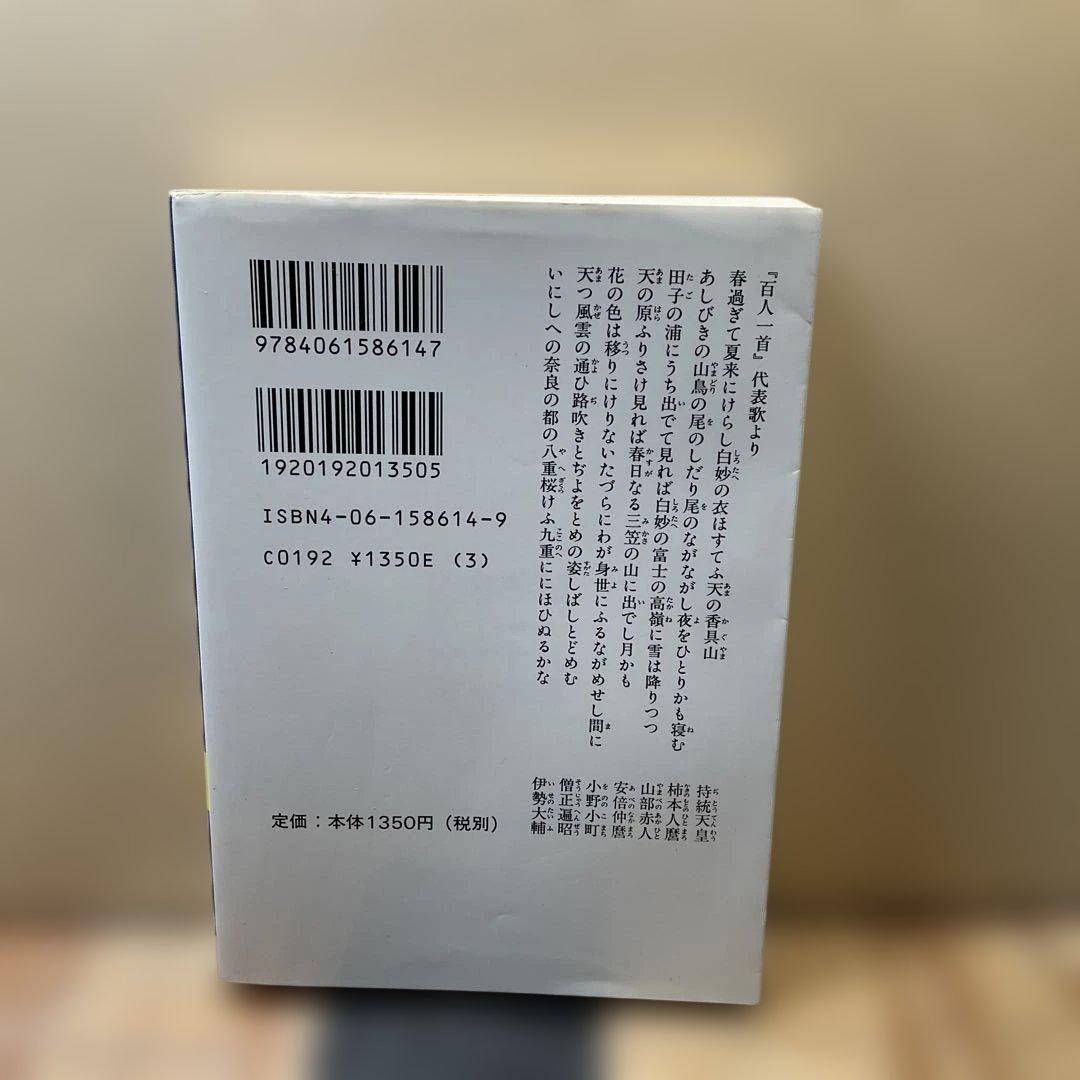 『百人一首』代表歌より
春過ぎて夏来にけらし白妙の衣ほすてふ天の香具山 持統天皇
あしびきの山鳥の尾のしだり尾のながながし夜をひとりかも寝む 柿本人麿
田子の浦にうち出でて見れば白妙の富士の高嶺に雪は降りつつ 山部赤人
天の原ふりさけ見れば春日なる三笠の山に出でし月かも 安倍仲麿
花の色は移りにけりないたづらにわが身世にふるながめせし間に 小野小町
天つ風雲の通ひ路吹きとぢよをとめの姿しばしとどめむ 僧正遍昭
いにしへの奈良の都の八重桜けふ九重ににほひぬるかな 伊勢大輔
9784061586147
1920192013505
ISBN4-06-158614-9
C0192 ¥1350E (3)
定価：本体1350円（税別）